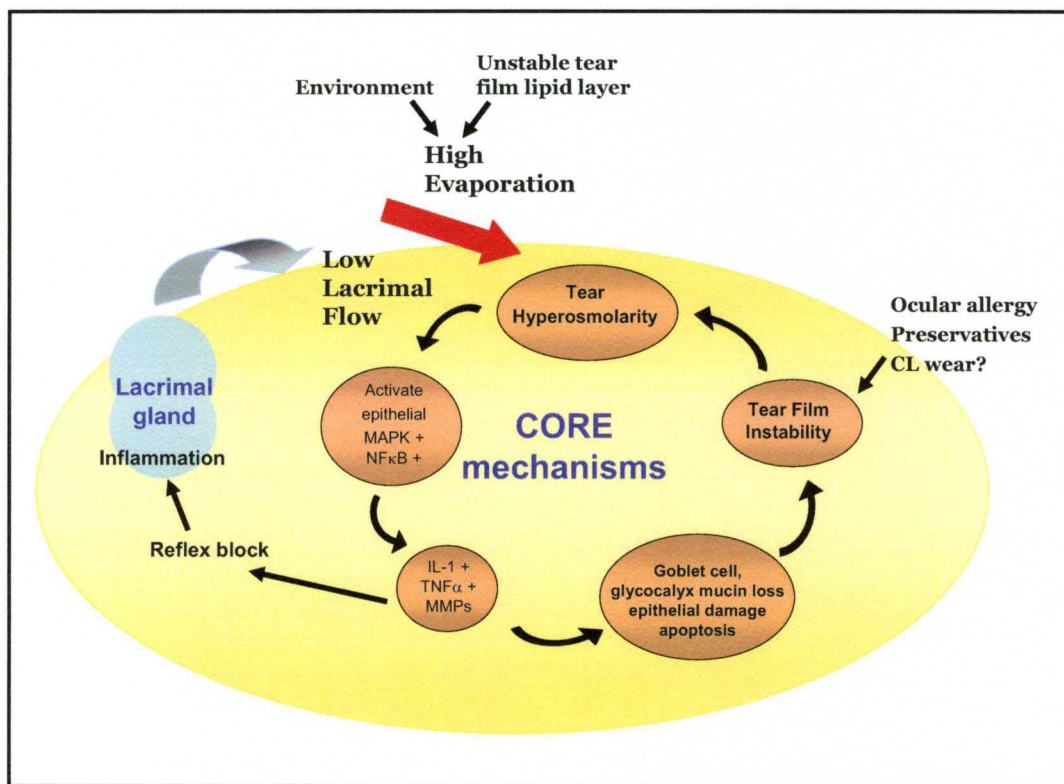 Environment
Unstable tear
film lipid layer
High
Evaporation
Low
Lacrimal
Flow
Tear
Hyperosmolarity
Ocular allergy
Preservatives
CL wear?
Lacrimal
gland
Inflammation
Activate
epithelial
MAPK +
NFκB +
CORE
mechanisms
Tear Film
Instability
Reflex block
IL-1 +
TNFα +
MMPs
Goblet cell,
glycocalyx mucin loss
epithelial damage
apoptosis